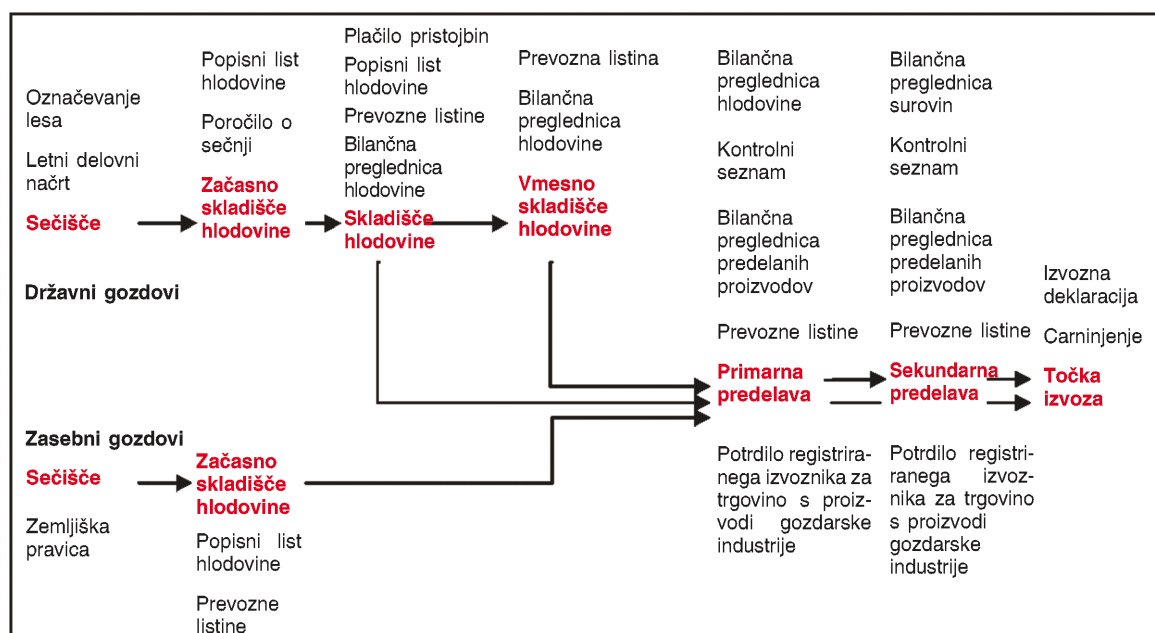 Označevanje
lesa
Letni delovni
načrt
Sečišče
Popisni list
hlodovine
Poročilo o
sečnji
Začasno
skladišče
hlodovine
Plačilo pristojbin
Popisni list
hlodovine
Prevozne listine
Bilančna
preglednica
hlodovine
Skladišče
hlodovine
Prevozna listina
Bilančna
preglednica
hlodovine
Vmesno
skladišče
hlodovine
Državni gozdovi
Bilančna
preglednica
hlodovine
Kontrolni
seznam
Bilančna
preglednica
predelanih
proizvodov
Prevozne listine
Primarna
predelava
Potrdilo registrira-
nega izvoznika za
trgovino s proiz-
vodi gozdarske
industrije
Bilančna
preglednica
surovin
Kontrolni
seznam
Bilančna
preglednica
predelanih
proizvodov
Prevozne listine
Sekundarna
predelava
Potrdilo registri-
ranega izvoz-
nika za trgovino
s proizvodi
gozdarske
industrije
Izvozna
deklaracija
Carninjenje
Točka
izvoza
Zasebni gozdovi
Sečišče
Zemljiška
pravica
Začasno
skladišče
hlodovine
Popisni list
hlodovine
Prevozne
listine